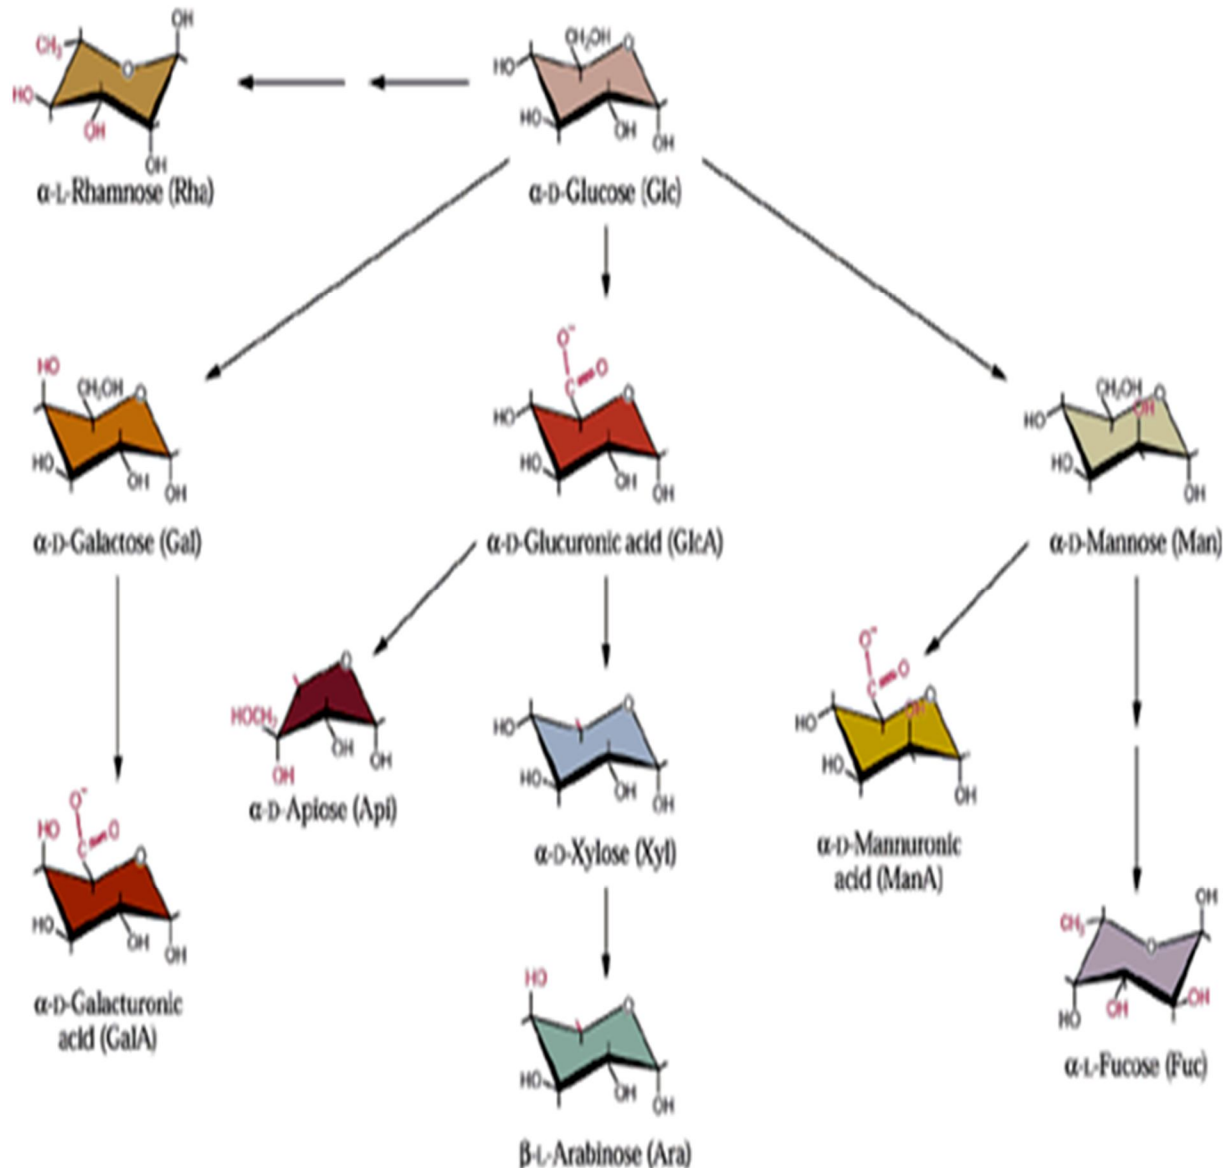 OH
CH₃
O
HO
OH
OH
α-L-Rhamnose (Rha)
CH₂OH
O
HO
HO
OH
OH
α-D-Glucose (Glc)
HO
CH₂OH
O
HO
OH
OH
α-D-Galactose (Gal)
O⁻
C
O
O
HO
HO
OH
OH
α-D-Glucuronic acid (GlcA)
CH₂OH
O
OH
HO
HO
OH
α-D-Mannose (Man)
O
HOCH₂
OH
OH
OH
α-D-Apiose (Api)
O
HO
HO
OH
OH
α-D-Xylose (Xyl)
O⁻
C
O
O
OH
HO
HO
OH
α-D-Mannuronic
acid (ManA)
O⁻
HO
C
O
O
HO
OH
OH
α-D-Galacturonic
acid (GalA)
HO
O
HO
OH
OH
β-L-Arabinose (Ara)
OH
CH₃
O
OH
OH
HO
α-L-Fucose (Fuc)